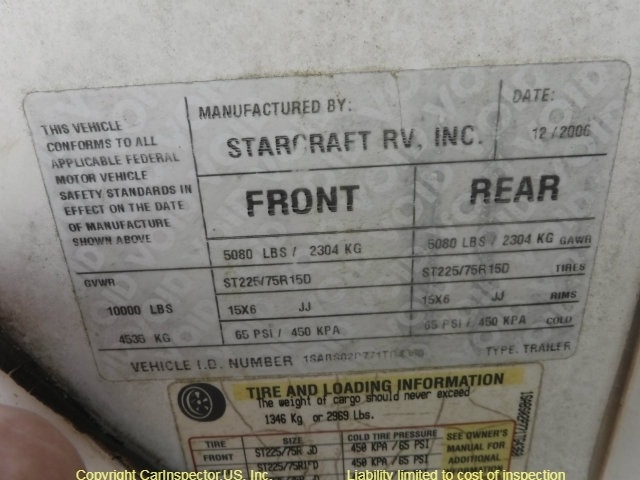 THIS VEHICLE
CONFORMS TO ALL
APPLICABLE FEDERAL
MOTOR VEHICLE
SAFETY STANDARDS IN
EFFECT ON THE DATE
OF MANUFACTURE
SHOWN ABOVE
MANUFACTURED BY:
STARCRAFT RV, INC.
DATE:
12 / 2006
FRONT REAR
5080 LBS / 2304 KG 5080 LBS / 2304 KG GAWR
GVWR ST225/75R15D ST225/75R15D TIRES
10000 LBS 15X6 JJ 15X6 JJ RIMS
4536 KG 65 PSI / 450 KPA 65 PSI / 450 KPA COLD
VEHICLE I.D. NUMBER TYPE: TRAILER
TIRE AND LOADING INFORMATION
The weight of cargo should never exceed
1346 Kg or 2969 Lbs.
TIRE SIZE COLD TIRE PRESSURE
FRONT ST225/75R 450 KPA /65 PSI
450 KPA /65 PSI
SEE OWNER'S
MANUAL FOR
ADDITIONAL
Copyright: CarInspector.US, Inc. Liability limited to cost of inspection